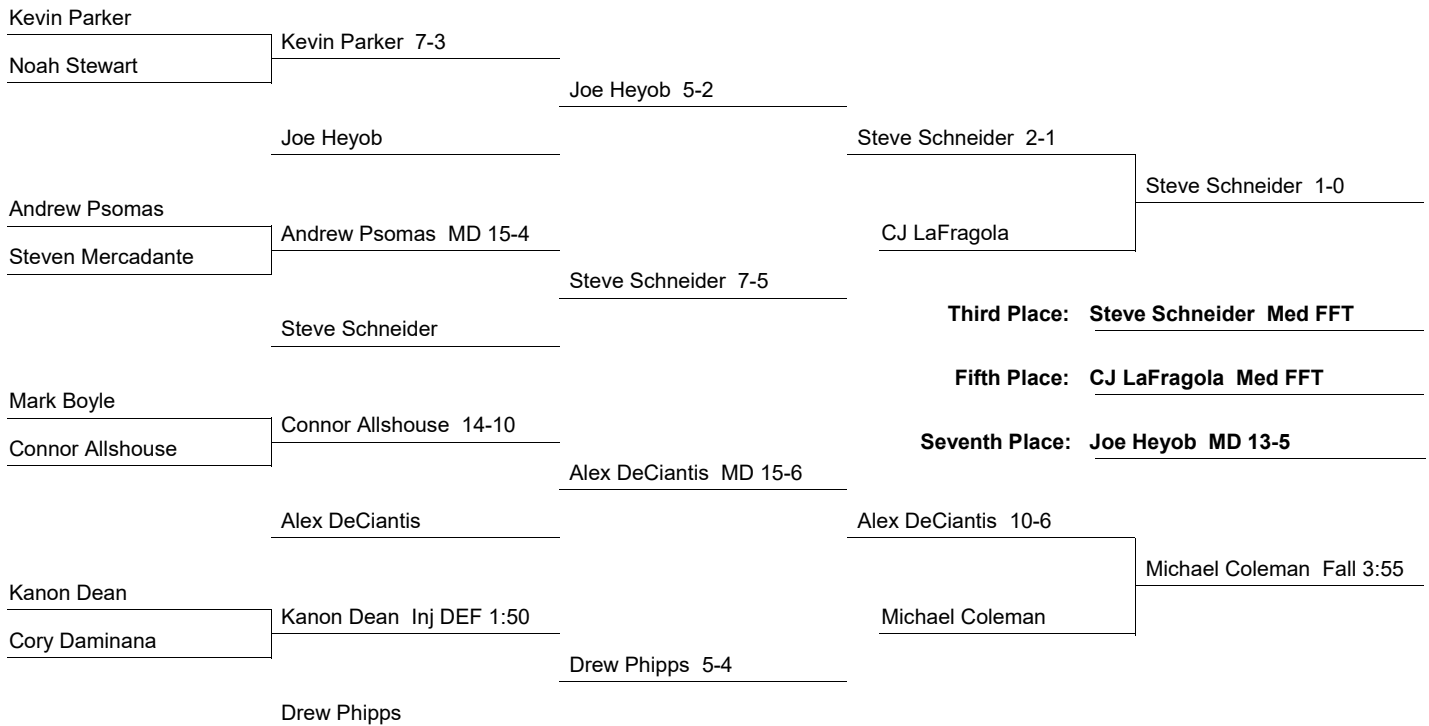 Kevin Parker
Kevin Parker 7-3
Noah Stewart
Joe Heyob 5-2
Joe Heyob
Steve Schneider 2-1
Steve Schneider 1-0
Andrew Psomas
Andrew Psomas MD 15-4
CJ LaFragola
Steven Mercadante
Steve Schneider 7-5
Third Place: Steve Schneider Med FFT
Steve Schneider
Fifth Place: CJ LaFragola Med FFT
Mark Boyle
Connor Allshouse 14-10
Seventh Place: Joe Heyob MD 13-5
Connor Allshouse
Alex DeCiantis MD 15-6
Alex DeCiantis
Alex DeCiantis 10-6
Michael Coleman Fall 3:55
Kanon Dean
Kanon Dean Inj DEF 1:50
Michael Coleman
Cory Daminana
Drew Phipps 5-4
Drew Phipps